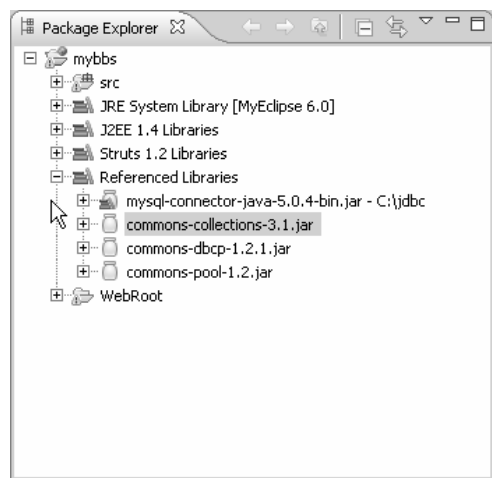 Package Explorer
mybbs
src
JRE System Library [MyEclipse 6.0]
J2EE 1.4 Libraries
Struts 1.2 Libraries
Referenced Libraries
mysql-connector-java-5.0.4-bin.jar - C:\jdbc
commons-collections-3.1.jar
commons-dbcp-1.2.1.jar
commons-pool-1.2.jar
WebRoot